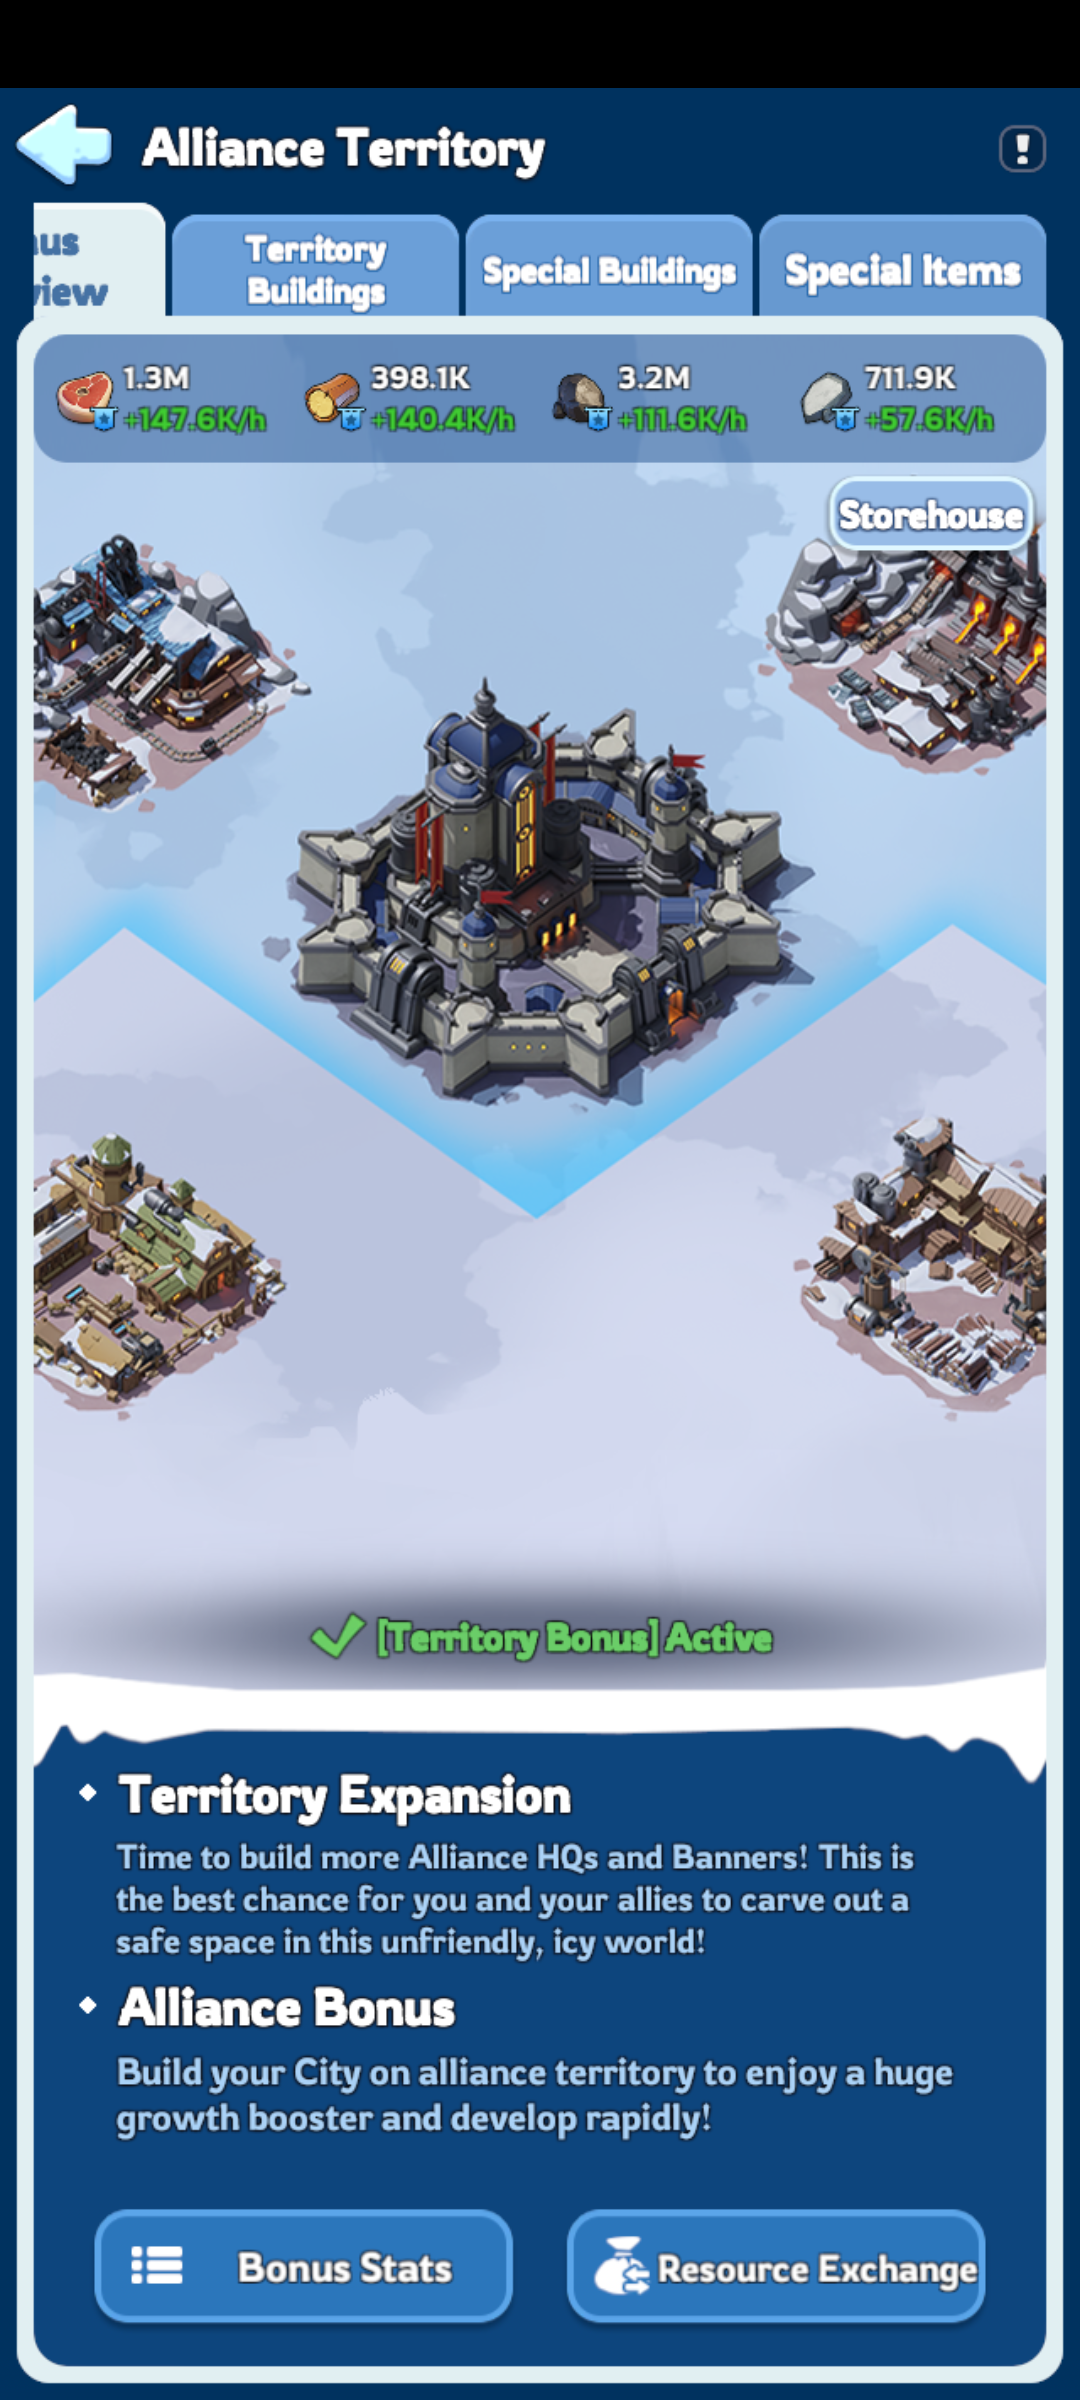 Alliance Territory
Territory
Buildings
Special Buildings
Special Items
1.3M
+147.6K/h
398.1K
+140.4K/h
3.2M
+111.6K/h
711.9K
+57.6K/h
Storehouse
[Territory Bonus] Active
Territory Expansion
Time to build more Alliance HQs and Banners! This is
the best chance for you and your allies to carve out a
safe space in this unfriendly, icy world!
Alliance Bonus
Build your City on alliance territory to enjoy a huge
growth booster and develop rapidly!
Bonus Stats
Resource Exchange